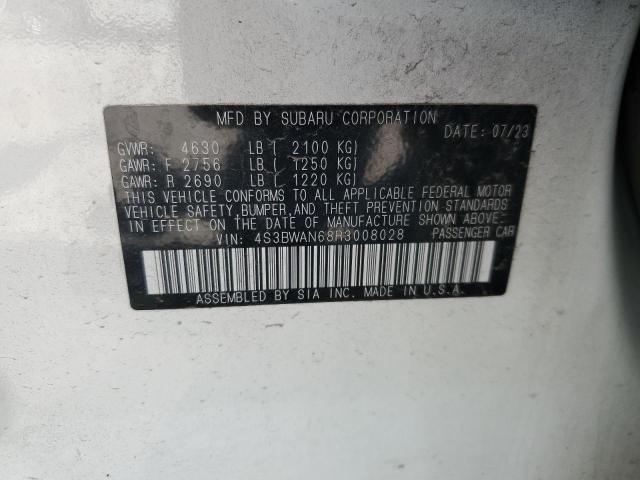 MFD BY SUBARU CORPORATION
DATE: 07/23
GVWR: 4630 LB ( 2100 KG)
GAWR: F 2756 LB ( 1250 KG)
GAWR: R 2690 LB ( 1220 KG)
THIS VEHICLE CONFORMS TO ALL APPLICABLE FEDERAL MOTOR
VEHICLE SAFETY, BUMPER, AND THEFT PREVENTION STANDARDS
IN EFFECT ON THE DATE OF MANUFACTURE SHOWN ABOVE.
VIN: 4S3BWAN68R3008028 PASSENGER CAR
ASSEMBLED BY SIA INC. MADE IN U.S.A.